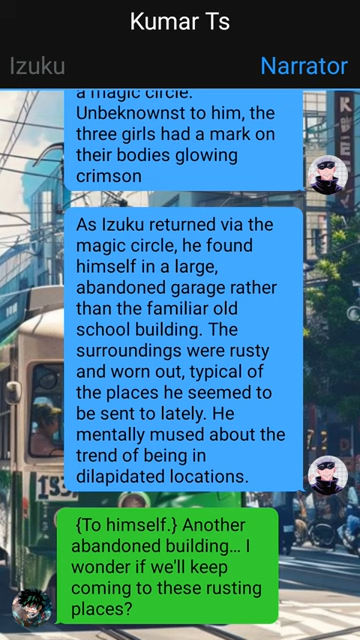 Kumar Ts
Izuku
Narrator
a magic circle.
Unbeknownst to him, the
three girls had a mark on
their bodies glowing
crimson
As Izuku returned via the
magic circle, he found
himself in a large,
abandoned garage rather
than the familiar old
school building. The
surroundings were rusty
and worn out, typical of
the places he seemed to
be sent to lately. He
mentally mused about the
trend of being in
dilapidated locations.
{To himself.} Another
abandoned building... I
wonder if we'll keep
coming to these rusting
places?